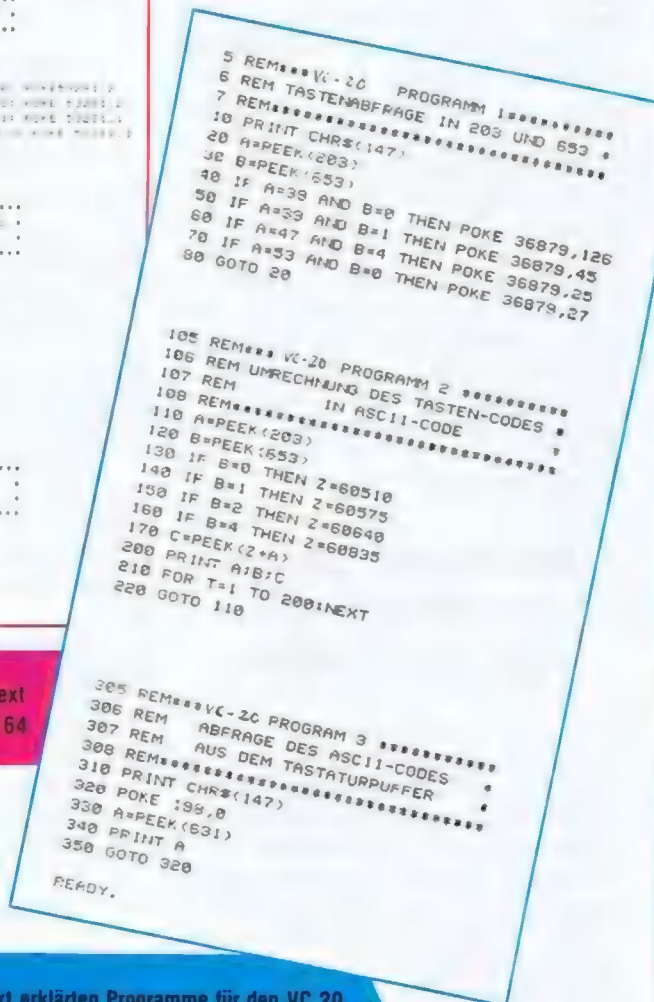 5 REM***VC-20 PROGRAMM 1***********
6 REM TASTENABFRAGE IN 203 UND 653 *
7 REM******************************
10 PRINT CHR$(147)
20 A=PEEK(203)
30 B=PEEK(653)
40 IF A=39 AND B=0 THEN POKE 36879,126
50 IF A=39 AND B=1 THEN POKE 36879,45
60 IF A=47 AND B=4 THEN POKE 36879,25
70 IF A=53 AND B=0 THEN POKE 36879,27
80 GOTO 20
105 REM*** VC-20 PROGRAMM 2 **********
106 REM UMRECHNUNG DES TASTEN-CODES *
107 REM IN ASCII-CODE *
108 REM******************************
110 A=PEEK(203)
120 B=PEEK(653)
130 IF B=0 THEN Z=60510
140 IF B=1 THEN Z=60575
150 IF B=2 THEN Z=60640
160 IF B=4 THEN Z=60835
170 C=PEEK(Z+A)
200 PRINT A;B;C
210 FOR T=1 TO 200:NEXT
220 GOTO 110
305 REM***VC-20 PROGRAM 3 ***********
306 REM ABFRAGE DES ASCII-CODES *
307 REM AUS DEM TASTATURPUFFER *
308 REM******************************
310 PRINT CHR$(147)
320 POKE 198,0
330 A=PEEK(631)
340 PRINT A
350 GOTO 320
READY.
ext
64
rt erklärten Programme für den VC 20